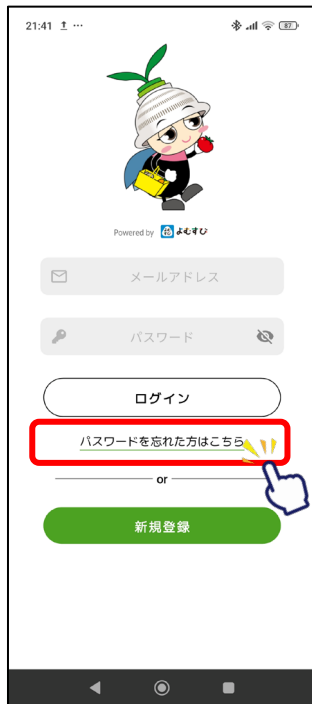 21:41
87
Powered by よむすび
メールアドレス
パスワード
ログイン
パスワードを忘れた方はこちら
or
新規登録